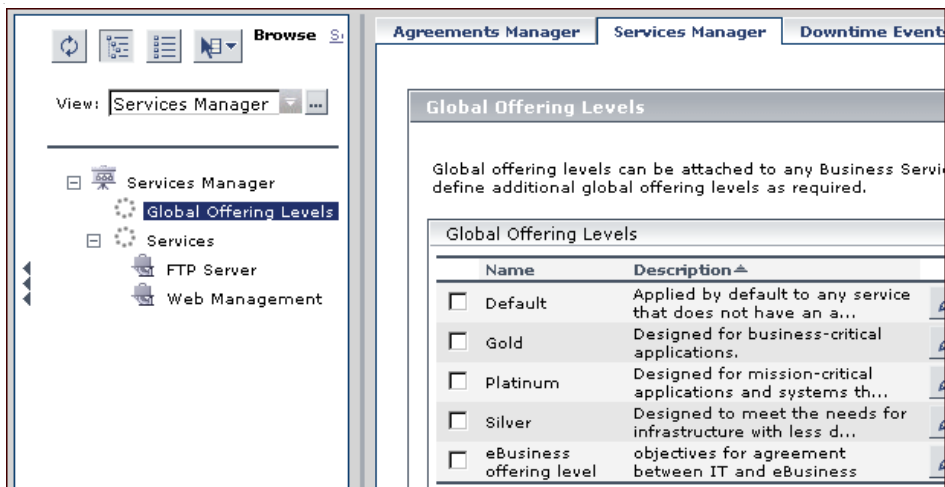 Browse
View: Services Manager ...
Services Manager
Global Offering Levels
Services
FTP Server
Web Management
Agreements Manager Services Manager Downtime Events
Global Offering Levels
Global offering levels can be attached to any Business
define additional global offering levels as required.
Global Offering Levels
Name Description
Default Applied by default to any service
that does not have an a...
Gold Designed for business-critical
applications.
Platinum Designed for mission-critical
applications and systems th...
Silver Designed to meet the needs for
infrastructure with less d...
eBusiness objectives for agreement
offering level between IT and eBusiness